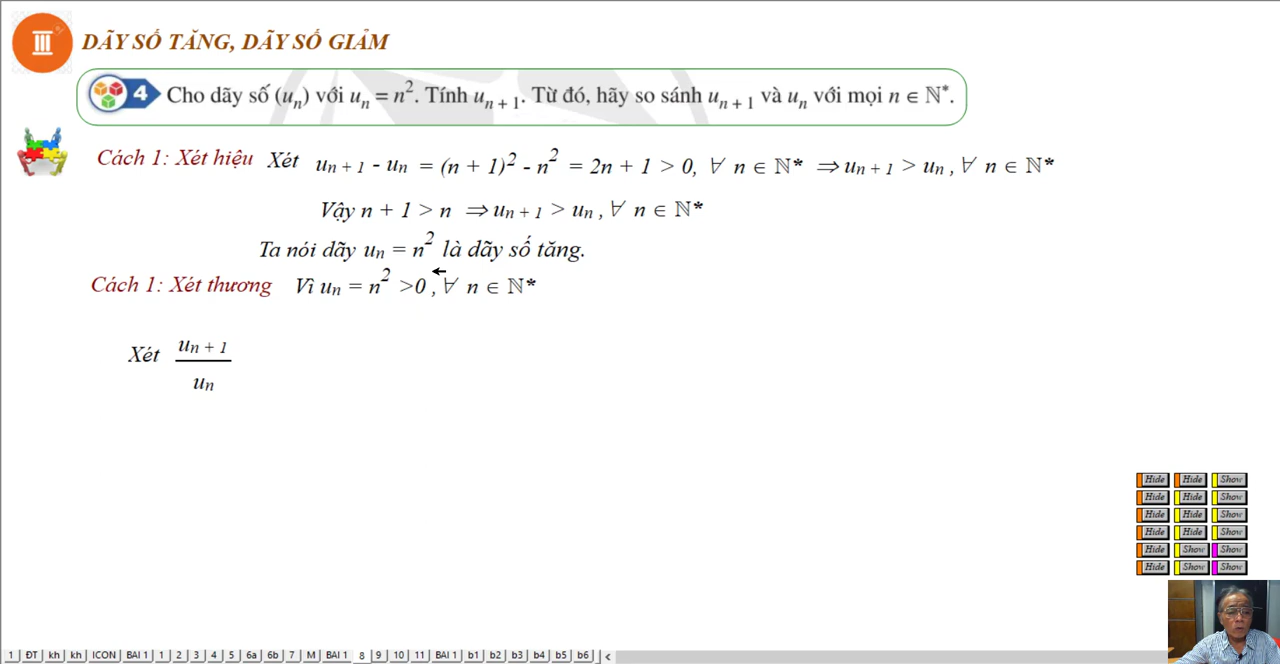 III DÃY SỐ TĂNG, DÃY SỐ GIẢM
4 Cho dãy số (uₙ) với uₙ = n². Tính uₙ₊₁. Từ đó, hãy so sánh uₙ₊₁ và uₙ với mọi n ∈ ℕ*.
Cách 1: Xét hiệu Xét uₙ₊₁ - uₙ = (n + 1)² - n² = 2n + 1 > 0, ∀ n ∈ ℕ* ⇒ uₙ₊₁ > uₙ , ∀ n ∈ ℕ*
Vậy n + 1 > n ⇒ uₙ₊₁ > uₙ , ∀ n ∈ ℕ*
Ta nói dãy uₙ = n² là dãy số tăng.
Cách 1: Xét thương Vì uₙ = n² >0 , ∀ n ∈ ℕ*
Xét uₙ₊₁
uₙ
Hide Hide Show
Hide Hide Show
Hide Hide Show
Hide Hide Show
Hide Show Show
Hide Show Show
1 ĐT kh kh ICON BAI 1 1 2 3 4 5 6a 6b 7 M BAI 1 8 9 10 11 BAI 1 b1 b2 b3 b4 b5 b6